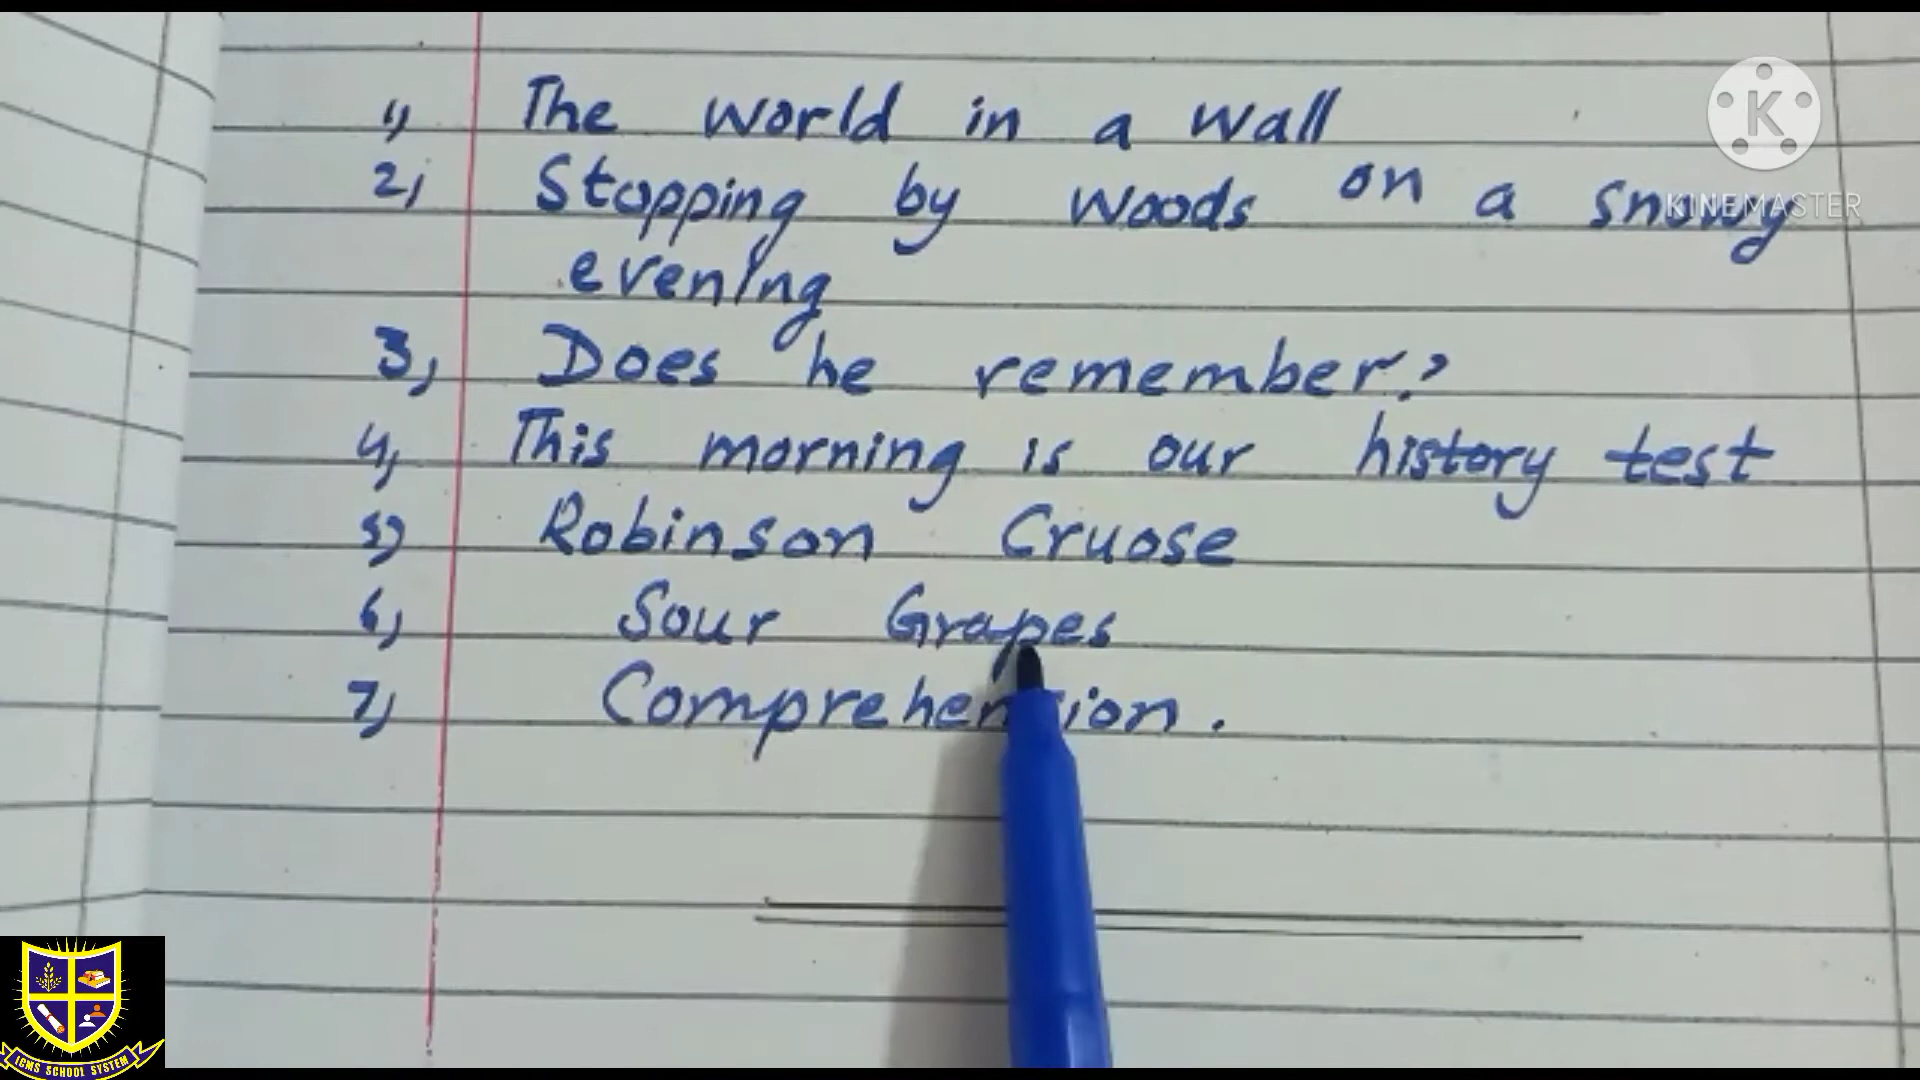 1) The world in a wall
2) Stopping by woods on a snowy
evening
3) Does he remember?
4) This morning is our history test
5) Robinson Cruose
6) Sour Grapes
7) Comprehension.
K
KINEMASTER
ICMS SCHOOL SYSTEM